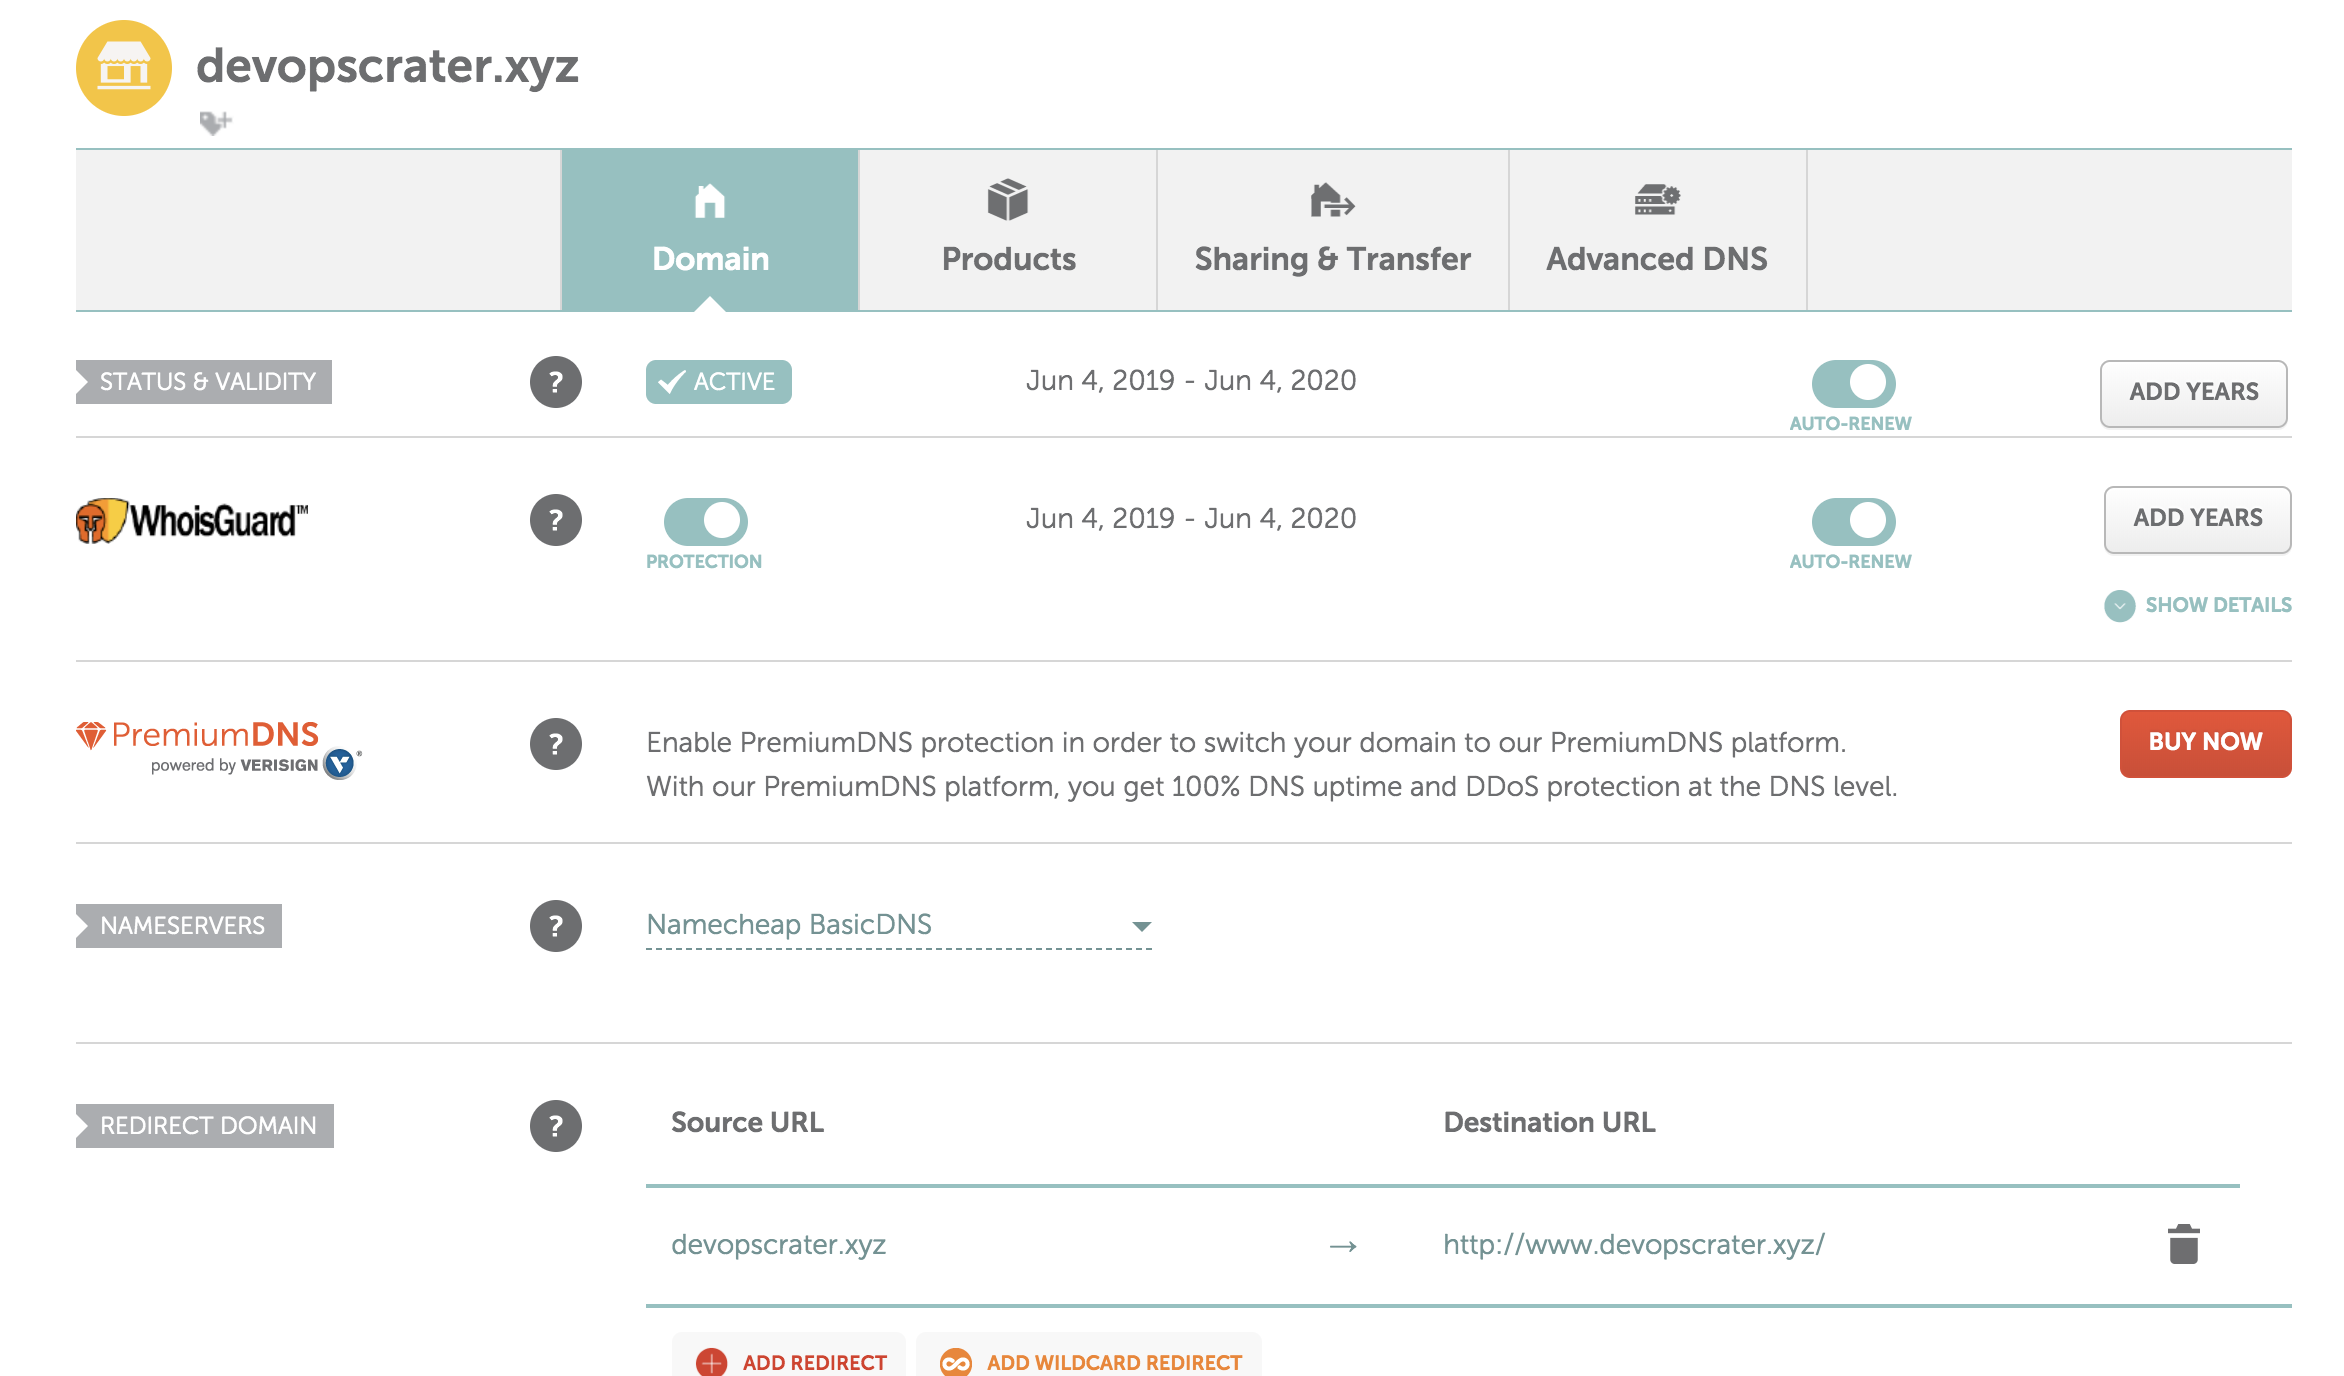 devopscrater.xyz
Domain
Products
Sharing & Transfer
Advanced DNS
STATUS & VALIDITY
?
ACTIVE
Jun 4, 2019 - Jun 4, 2020
AUTO-RENEW
ADD YEARS
WhoisGuard™
?
PROTECTION
Jun 4, 2019 - Jun 4, 2020
AUTO-RENEW
ADD YEARS
SHOW DETAILS
PremiumDNS
powered by VERISIGN
?
Enable PremiumDNS protection in order to switch your domain to our PremiumDNS platform.
With our PremiumDNS platform, you get 100% DNS uptime and DDoS protection at the DNS level.
BUY NOW
NAMESERVERS
?
Namecheap BasicDNS
REDIRECT DOMAIN
?
Source URL
Destination URL
devopscrater.xyz
→
http://www.devopscrater.xyz/
ADD REDIRECT
ADD WILDCARD REDIRECT